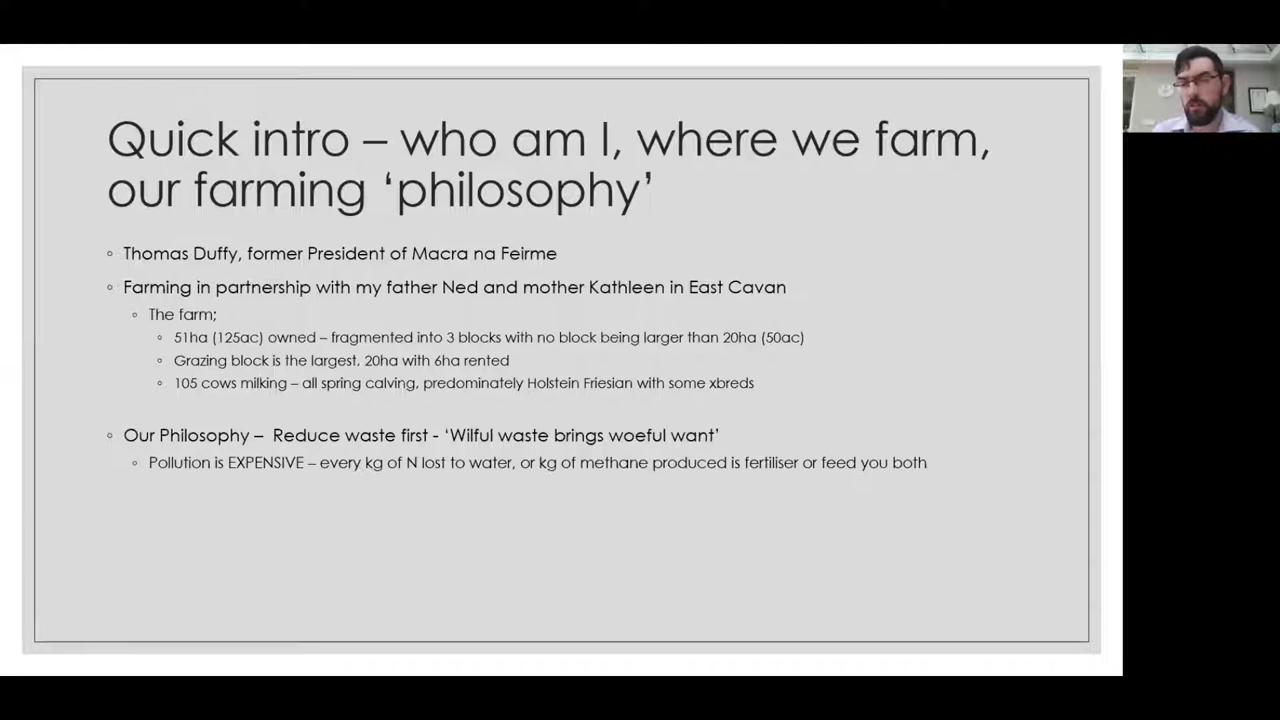 Quick intro – who am I, where we farm,
our farming ‘philosophy’
◦ Thomas Duffy, former President of Macra na Feirme
◦ Farming in partnership with my father Ned and mother Kathleen in East Cavan
◦ The farm;
◦ 51ha (125ac) owned – fragmented into 3 blocks with no block being larger than 20ha (50ac)
◦ Grazing block is the largest, 20ha with 6ha rented
◦ 105 cows milking – all spring calving, predominately Holstein Friesian with some xbreds
◦ Our Philosophy – Reduce waste first - ‘Wilful waste brings woeful want’
◦ Pollution is EXPENSIVE – every kg of N lost to water, or kg of methane produced is fertiliser or feed you both